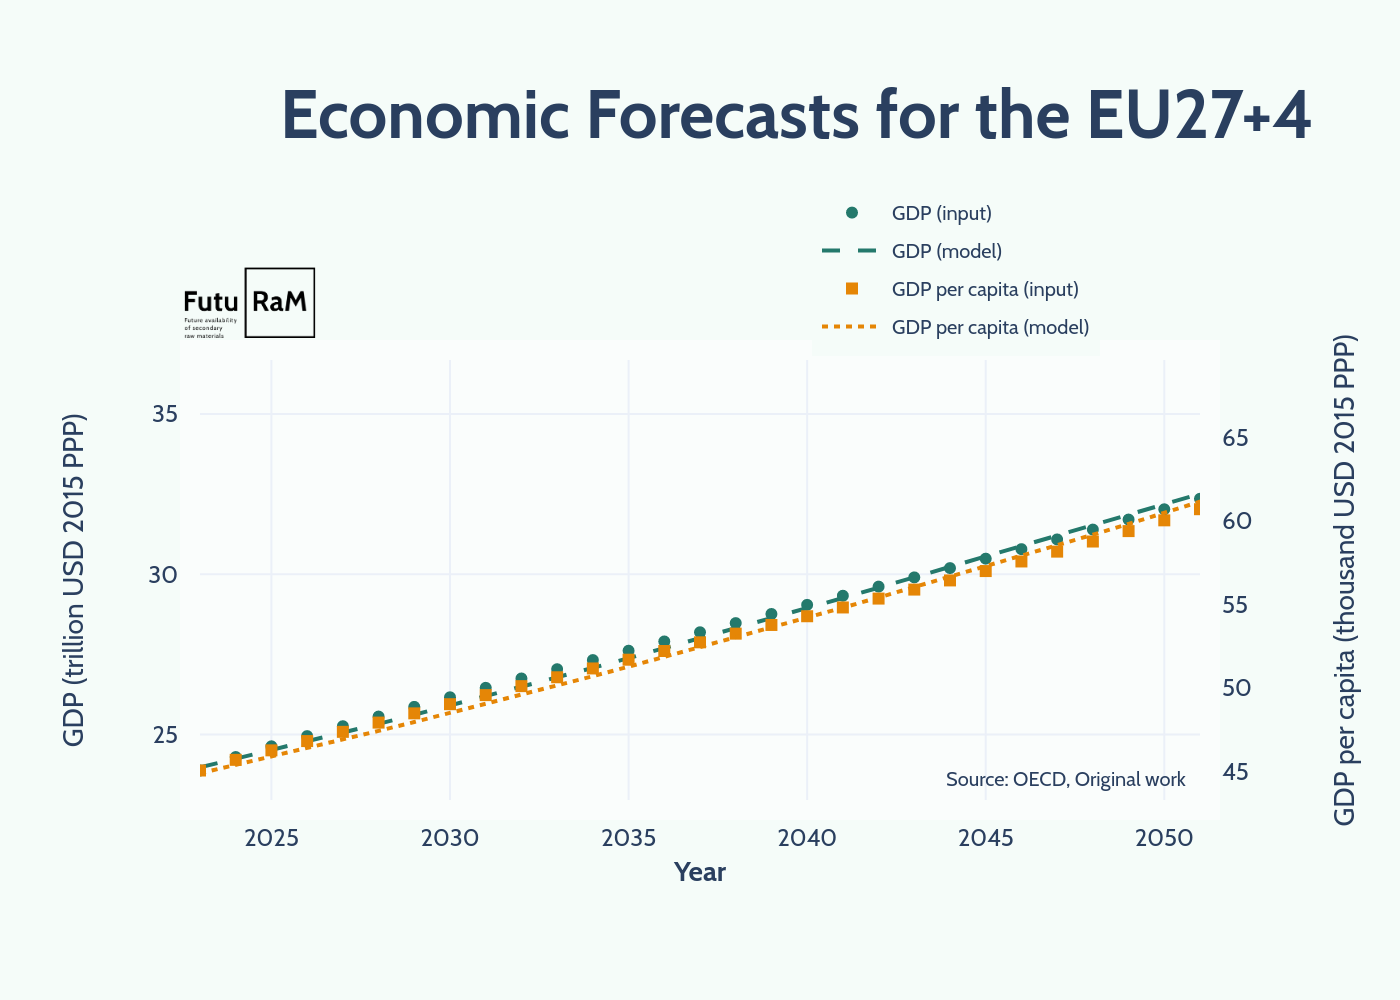 Economic Forecasts for the EU27+4
GDP (input)
GDP (model)
GDP per capita (input)
GDP per capita (model)
Futu RaM
Future availability
of secondary
raw materials
GDP (trillion USD 2015 PPP)
35
30
25
65
60
55
50
45
GDP per capita (thousand USD 2015 PPP)
Source: OECD, Original work
2025 2030 2035 2040 2045 2050
Year